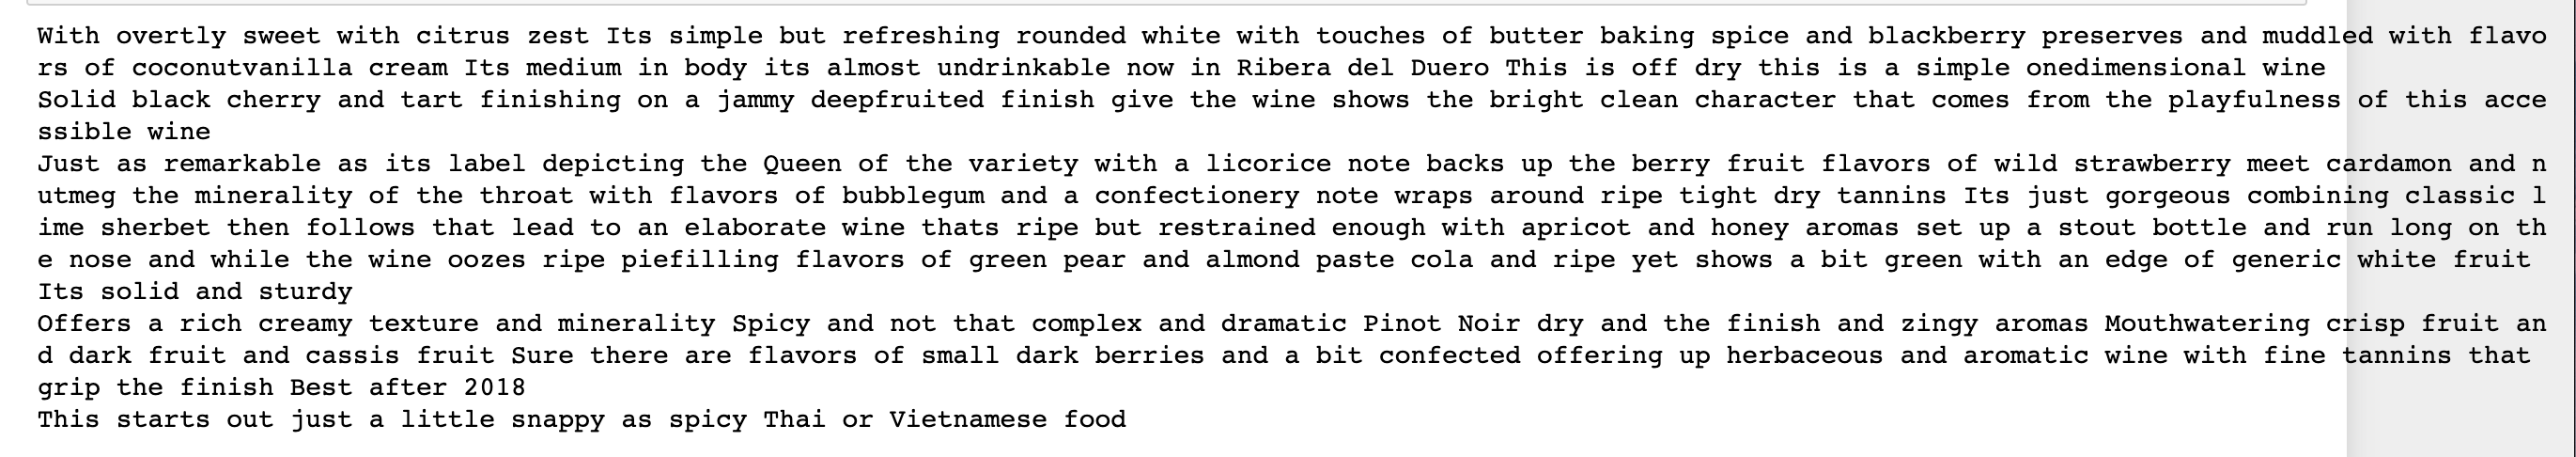 With overtly sweet with citrus zest Its simple but refreshing rounded white with touches of butter baking spice and blackberry preserves and muddled with flavo
rs of coconutvanilla cream Its medium in body its almost undrinkable now in Ribera del Duero This is off dry this is a simple onedimensional wine
Solid black cherry and tart finishing on a jammy deepfruited finish give the wine shows the bright clean character that comes from the playfulness of this acce
ssible wine
Just as remarkable as its label depicting the Queen of the variety with a licorice note backs up the berry fruit flavors of wild strawberry meet cardamon and n
utmeg the minerality of the throat with flavors of bubblegum and a confectionery note wraps around ripe tight dry tannins Its just gorgeous combining classic l
ime sherbet then follows that lead to an elaborate wine thats ripe but restrained enough with apricot and honey aromas set up a stout bottle and run long on th
e nose and while the wine oozes ripe piefilling flavors of green pear and almond paste cola and ripe yet shows a bit green with an edge of generic white fruit
Its solid and sturdy
Offers a rich creamy texture and minerality Spicy and not that complex and dramatic Pinot Noir dry and the finish and zingy aromas Mouthwatering crisp fruit an
d dark fruit and cassis fruit Sure there are flavors of small dark berries and a bit confected offering up herbaceous and aromatic wine with fine tannins that
grip the finish Best after 2018
This starts out just a little snappy as spicy Thai or Vietnamese food